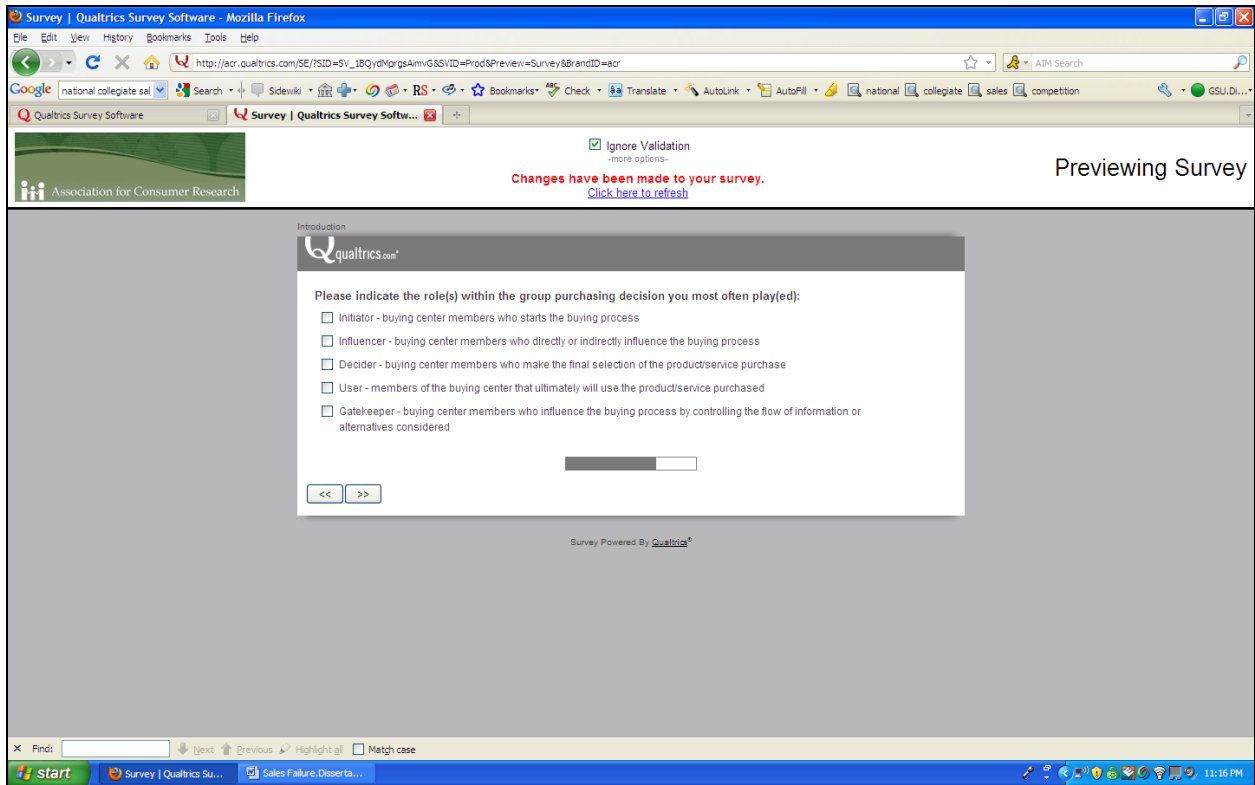 Survey | Qualtrics Survey Software - Mozilla Firefox
File Edit View History Bookmarks Tools Help
http://acr.qualtrics.com/SE/?SID=SV_1BQydMprgsAimvG&SVID=Prod&Preview=Survey&BrandID=acr AIM Search
Google national collegiate sal Search Sidewiki RS Bookmarks Check Translate AutoLink AutoFill national collegiate sales competition GSU.Di...
Qualtrics Survey Software Survey | Qualtrics Survey Softw...
Ignore Validation
-more options-
Changes have been made to your survey.
Click here to refresh
Previewing Survey
Association for Consumer Research
Introduction
qualtrics.com
Please indicate the role(s) within the group purchasing decision you most often play(ed):
Initiator - buying center members who starts the buying process
Influencer - buying center members who directly or indirectly influence the buying process
Decider - buying center members who make the final selection of the product/service purchase
User - members of the buying center that ultimately will use the product/service purchased
Gatekeeper - buying center members who influence the buying process by controlling the flow of information or
alternatives considered
<< >>
Survey Powered By Qualtrics®
Find: Next Previous Highlight all Match case
start Survey | Qualtrics Su... Sales Failure.Disserta... 11:16 PM